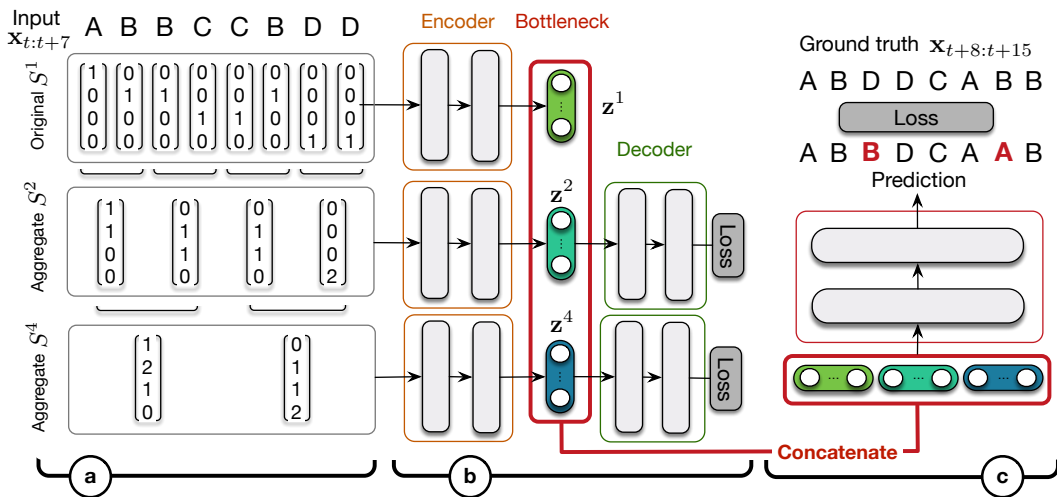 Input A B B C C B D D
x_{t:t+7}
Original S^1
1 0 0 0 0 0 0 0
0 1 1 0 0 1 0 0
0 0 0 1 1 0 0 0
0 0 0 0 0 0 1 1
Aggregate S^2
1 0 0 0
1 1 1 0
0 1 1 0
0 0 0 2
Aggregate S^4
1 0
2 1
1 1
0 2
a
Encoder
Bottleneck
...
z^1
z^2
...
z^4
...
Decoder
Loss
Loss
b
Ground truth x_{t+8:t+15}
A B D D C A B B
Loss
A B B D C A A B
Prediction
... ... ...
Concatenate
c